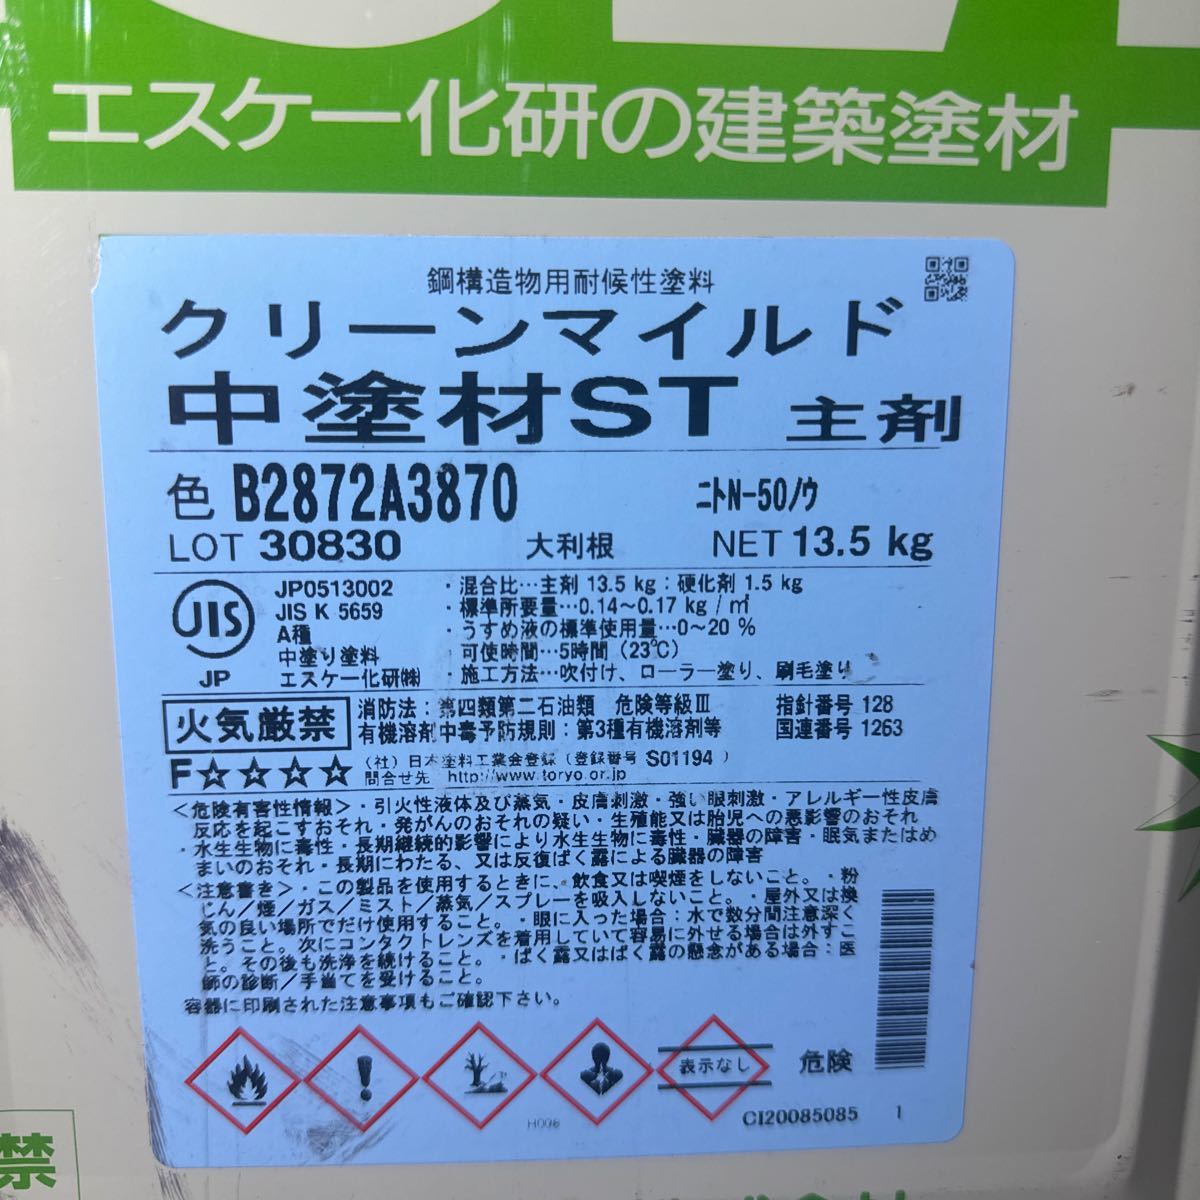 エスケー化研の建築塗材
鋼構造物用耐候性塗料
クリーンマイルド
中塗材ST 主剤
色 B2872A3870 ニトN-50ノウ
LOT 30830 大利根 NET 13.5 kg
JIS
JP
JP0513002
JIS K 5659
A種
中塗り塗料
エスケー化研㈱
・混合比…主剤 13.5 kg：硬化剤 1.5 kg
・標準所要量…0.14〜0.17 kg / ㎡
・うすめ液の標準使用量…0〜20 %
・可使時間…5時間 (23℃)
・施工方法…吹付け、ローラー塗り、刷毛塗り
火気厳禁
消防法：第四類第二石油類 危険等級Ⅲ 指針番号 128
有機溶剤中毒予防規則：第3種有機溶剤等 国連番号 1263
F☆☆☆☆
（社）日本塗料工業会登録（登録番号 S01194 ）
問合せ先 http://www.toryo.or.jp
＜危険有害性情報＞・引火性液体及び蒸気・皮膚刺激・強い眼刺激・アレルギー性皮膚
反応を起こすおそれ・発がんのおそれの疑い・生殖能又は胎児への悪影響のおそれ
・水生生物に毒性・長期継続的影響により水生生物に毒性・臓器の障害・眠気またはめ
まいのおそれ・長期にわたる、又は反復ばく露による臓器の障害
＜注意書き＞・この製品を使用するときに、飲食又は喫煙をしないこと。・粉
じん／煙／ガス／ミスト／蒸気／スプレーを吸入しないこと。・屋外又は換
気の良い場所でだけ使用すること。・眼に入った場合：水で数分間注意深く
洗うこと。次にコンタクトレンズを着用していて容易に外せる場合は外すこ
と。その後も洗浄を続けること。・ばく露又はばく露の懸念がある場合：医
師の診断／手当てを受けること。
容器に印刷された注意事項もご確認下さい。
表示なし
危険
H006
CI20085085 1
禁